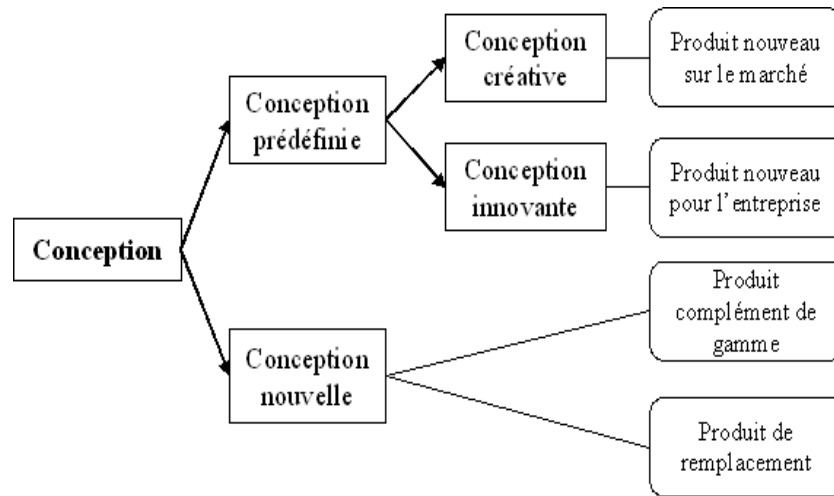 Conception
créative
Produit nouveau
sur le marché
Conception
prédéfinie
Conception
innovante
Produit nouveau
pour l'entreprise
Conception
Produit
complément de
gamme
Conception
nouvelle
Produit de
remplacement